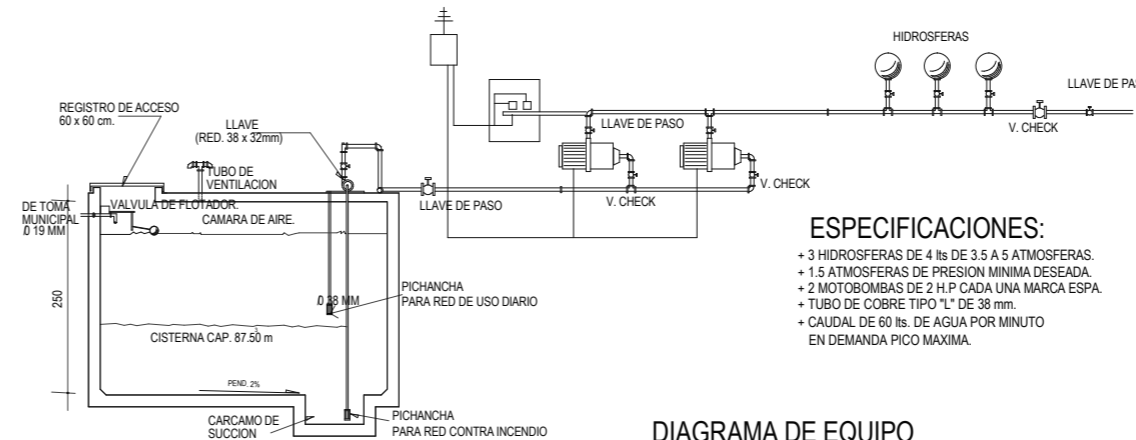 HIDROSFERAS
LLAVE DE PAS
REGISTRO DE ACCESO
60 x 60 cm.
LLAVE
(RED. 38 x 32mm)
LLAVE DE PASO
V. CHECK
TUBO DE
VENTILACION
V. CHECK
DE TOMA
MUNICIPAL
Ø 19 MM
VALVULA DE FLOTADOR.
CAMARA DE AIRE.
LLAVE DE PASO
V. CHECK
ESPECIFICACIONES:
+ 3 HIDROSFERAS DE 4 lts DE 3.5 A 5 ATMOSFERAS.
+ 1.5 ATMOSFERAS DE PRESION MINIMA DESEADA.
+ 2 MOTOBOMBAS DE 2 H.P CADA UNA MARCA ESPA.
+ TUBO DE COBRE TIPO "L" DE 38 mm.
+ CAUDAL DE 60 lts. DE AGUA POR MINUTO
EN DEMANDA PICO MAXIMA.
250
Ø 38 MM
PICHANCHA
PARA RED DE USO DIARIO
CISTERNA CAP. 87.50 m3
PEND. 2%
CARCAMO DE
SUCCION
PICHANCHA
PARA RED CONTRA INCENDIO
DIAGRAMA DE EQUIPO